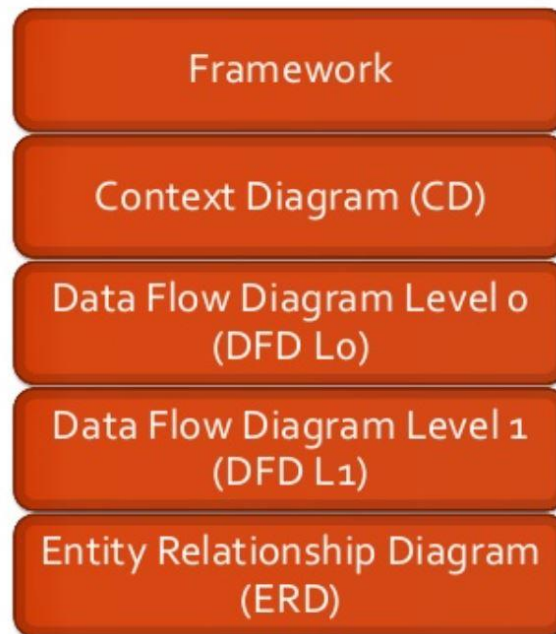 Framework
Context Diagram (CD)
Data Flow Diagram Level 0
(DFD L0)
Data Flow Diagram Level 1
(DFD L1)
Entity Relationship Diagram
(ERD)